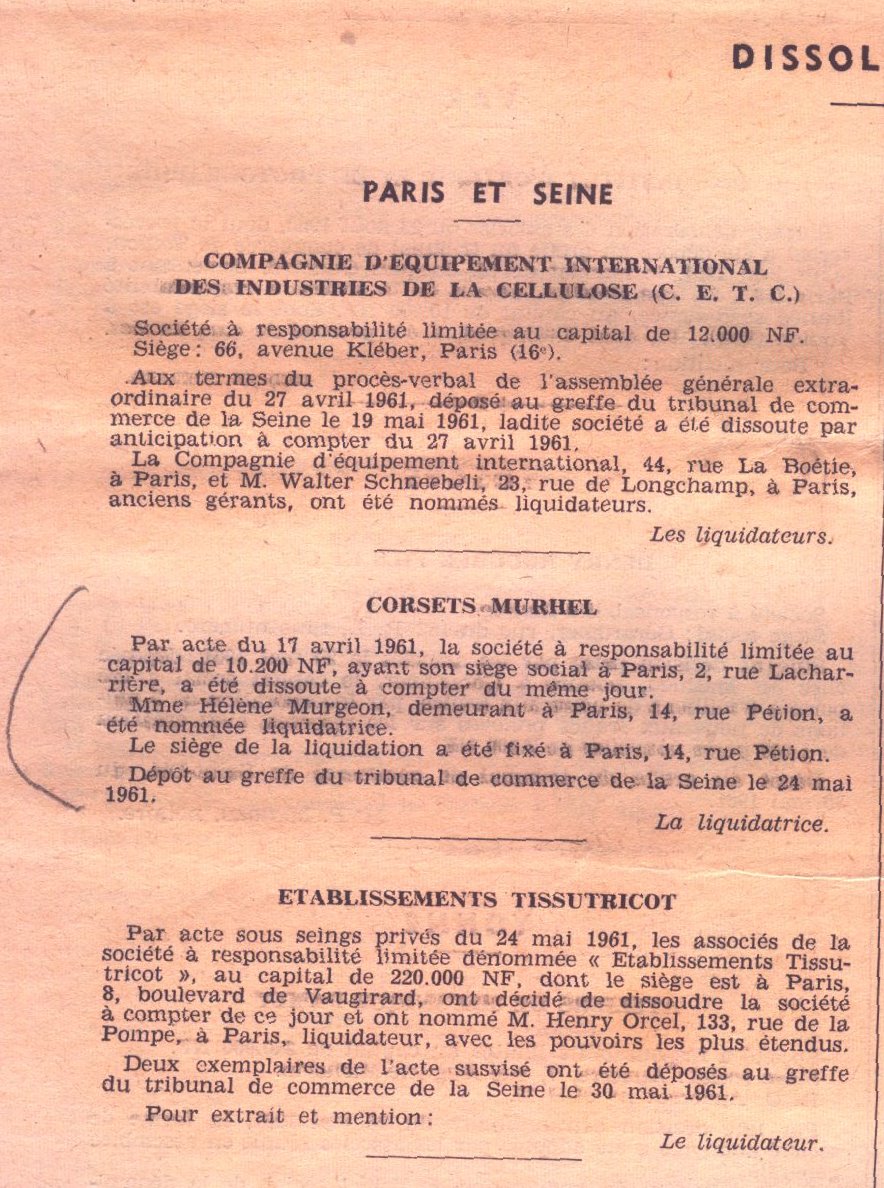 DISSOL
PARIS ET SEINE
COMPAGNIE D'EQUIPEMENT INTERNATIONAL
DES INDUSTRIES DE LA CELLULOSE (C. E. T. C.)
Société à responsabilité limitée au capital de 12.000 NF.
Siège : 66, avenue Kléber, Paris (16e).
Aux termes du procès-verbal de l'assemblée générale extra-
ordinaire du 27 avril 1961, déposé au greffe du tribunal de com-
merce de la Seine le 19 mai 1961, ladite société a été dissoute par
anticipation à compter du 27 avril 1961.
La Compagnie d'équipement international, 44, rue La Boétie,
à Paris, et M. Walter Schneebeli, 23, rue de Longchamp, à Paris,
anciens gérants, ont été nommés liquidateurs.
Les liquidateurs.
CORSETS MURHEL
Par acte du 17 avril 1961, la société à responsabilité limitée au
capital de 10.200 NF, ayant son siège social à Paris, 2, rue Lachar-
rière, a été dissoute à compter du même jour.
Mme Hélène Murgeon, demeurant à Paris, 14, rue Pétion, a
été nommée liquidatrice.
Le siège de la liquidation a été fixé à Paris, 14, rue Pétion.
Dépôt au greffe du tribunal de commerce de la Seine le 24 mai
1961.
La liquidatrice.
ETABLISSEMENTS TISSUTRICOT
Par acte sous seings privés du 24 mai 1961, les associés de la
société à responsabilité limitée dénommée « Etablissements Tissu-
tricot », au capital de 220.000 NF, dont le siège est à Paris,
8, boulevard de Vaugirard, ont décidé de dissoudre la société
à compter de ce jour et ont nommé M. Henry Orcel, 133, rue de la
Pompe, à Paris, liquidateur, avec les pouvoirs les plus étendus.
Deux exemplaires de l'acte susvisé ont été déposés au greffe
du tribunal de commerce de la Seine le 30 mai 1961.
Pour extrait et mention :
Le liquidateur.